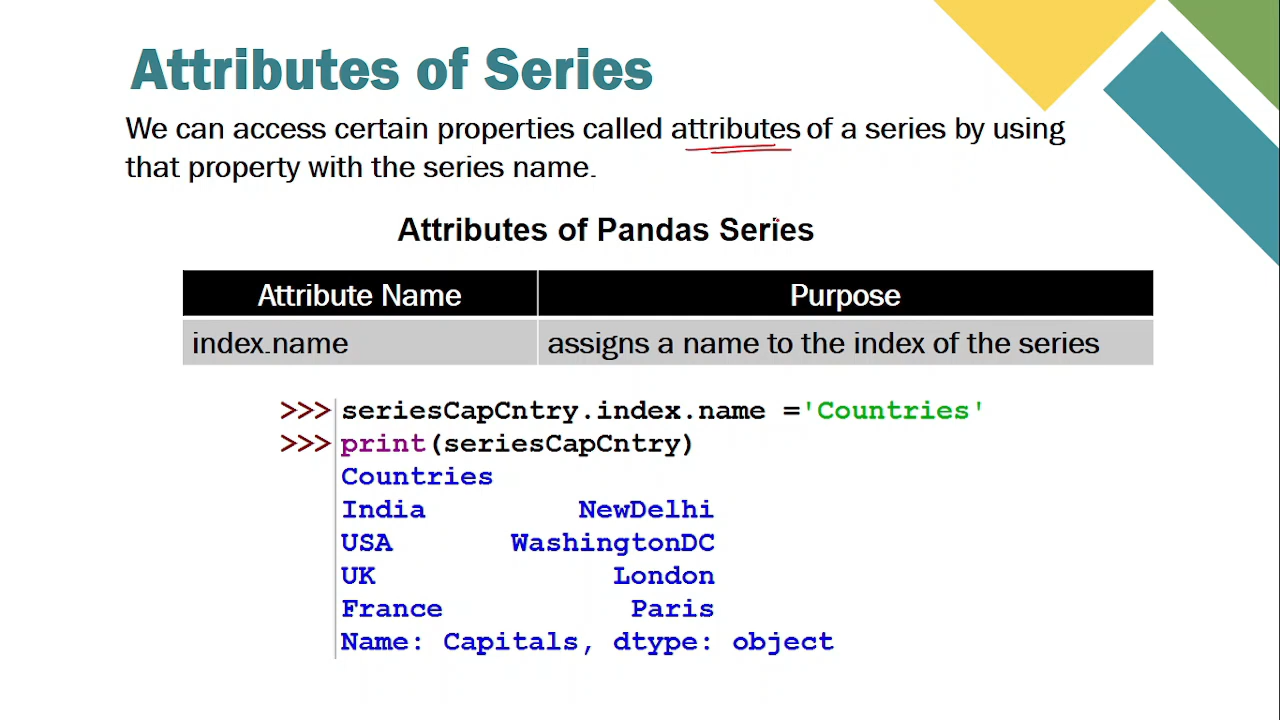 Attributes of Series
We can access certain properties called attributes of a series by using
that property with the series name.
Attributes of Pandas Series
Attribute Name Purpose
index.name assigns a name to the index of the series
>>> seriesCapCntry.index.name ='Countries'
>>> print(seriesCapCntry)
Countries
India NewDelhi
USA WashingtonDC
UK London
France Paris
Name: Capitals, dtype: object